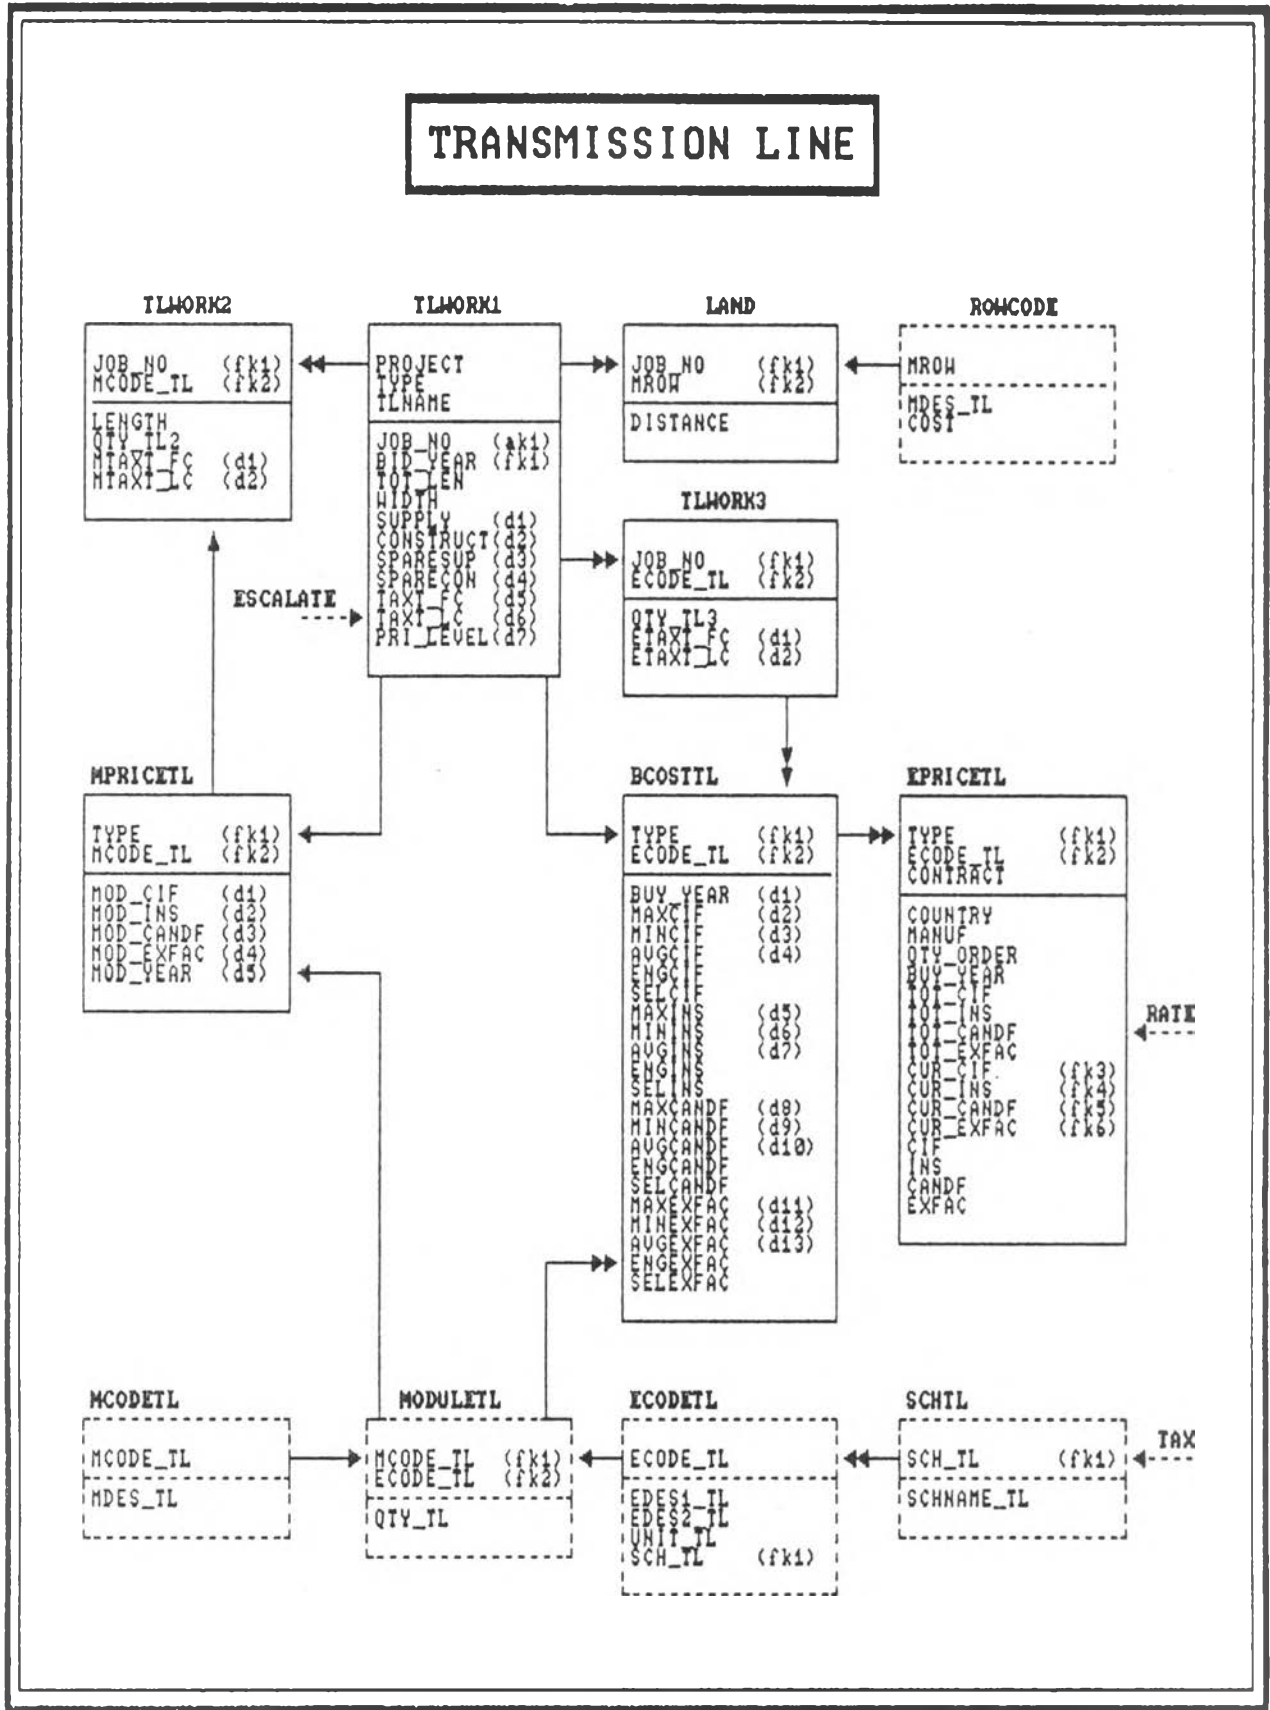 TRANSMISSION LINE
TLWORK2
JOB_NO (fk1)
MCODE_TL (fk2)
LENGTH
QTY_TL2
MTAXT_FC (d1)
MTAXT_LC (d2)
TLWORK1
PROJECT
TYPE
TLNAME
JOB_NO (ak1)
BID_YEAR (fk1)
TOT_LEN
WIDTH
SUPPLY (d1)
CONSTRUCT(d2)
SPARESUP (d3)
SPARECON (d4)
TAXT_FC (d5)
TAXT_LC (d6)
PRI_LEVEL(d7)
LAND
JOB_NO (fk1)
MROW (fk2)
DISTANCE
ROWCODE
MROW
MDES_TL
COST
TLWORK3
JOB_NO (fk1)
ECODE_TL (fk2)
QTY_TL3
ETAXT_FC (d1)
ETAXT_LC (d2)
ESCALATE
MPRICETL
TYPE (fk1)
MCODE_TL (fk2)
MOD_CIF (d1)
MOD_INS (d2)
MOD_CANDF (d3)
MOD_EXFAC (d4)
MOD_YEAR (d5)
BCOSTTL
TYPE (fk1)
ECODE_TL (fk2)
BUY_YEAR (d1)
MAXCIF (d2)
MINCIF (d3)
AVGCIF (d4)
ENGCIF
SELCIF
MAXINS (d5)
MININS (d6)
AVGINS (d7)
ENGINS
SELINS
MAXCANDF (d8)
MINCANDF (d9)
AVGCANDF (d10)
ENGCANDF
SELCANDF
MAXEXFAC (d11)
MINEXFAC (d12)
AVGEXFAC (d13)
ENGEXFAC
SELEXFAC
EPRICETL
TYPE (fk1)
ECODE_TL (fk2)
CONTRACT
COUNTRY
MANUF
QTY_ORDER
BUY_YEAR
TOT_CIF
TOT_INS
TOT_CANDF
TOT_EXFAC
CUR_CIF (fk3)
CUR_INS (fk4)
CUR_CANDF (fk5)
CUR_EXFAC (fk6)
CIF
INS
CANDF
EXFAC
RATE
MCODETL
MCODE_TL
MDES_TL
MODULETL
MCODE_TL (fk1)
ECODE_TL (fk2)
QTY_TL
ECODETL
ECODE_TL
EDES1_TL
EDES2_TL
UNIT_TL
SCH_TL (fk1)
SCHTL
SCH_TL (fk1)
SCHNAME_TL
TAX